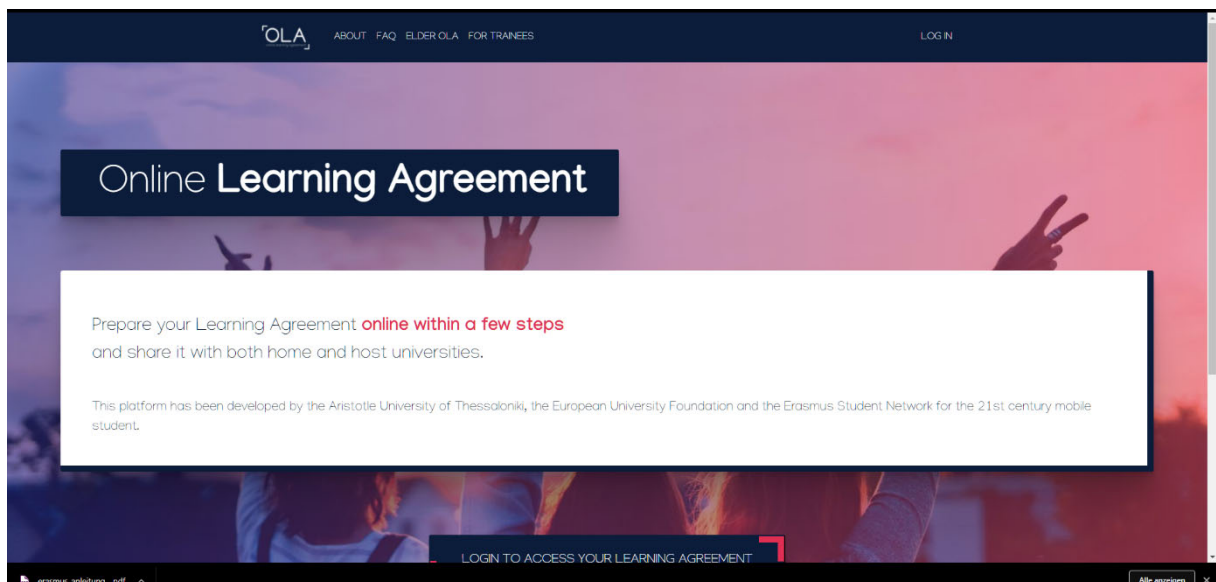 OLA
ABOUT FAQ ELDER OLA FOR TRAINEES
LOG IN
Online Learning Agreement
Prepare your Learning Agreement online within a few steps
and share it with both home and host universities.
This platform has been developed by the Aristotle University of Thessaloniki, the European University Foundation and the Erasmus Student Network for the 21st century mobile
student.
LOGIN TO ACCESS YOUR LEARNING AGREEMENT
Alle anzeigen